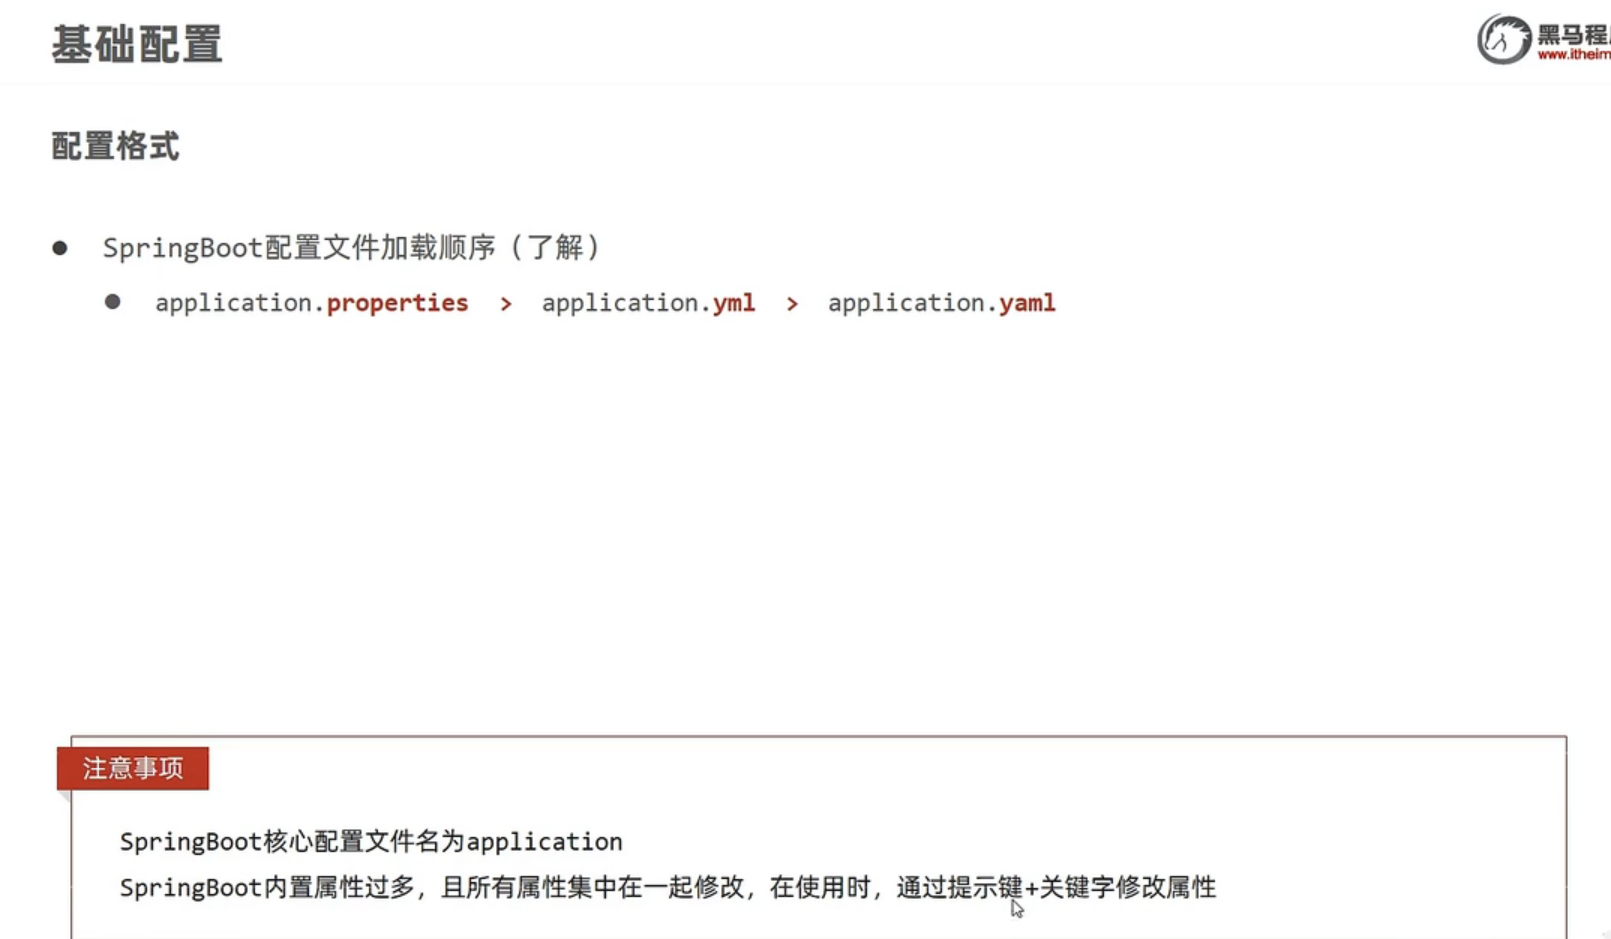 基础配置
黑马程
www.itheim
配置格式
SpringBoot配置文件加载顺序（了解）
application.properties > application.yml > application.yaml
注意事项
SpringBoot核心配置文件名为application
SpringBoot内置属性过多，且所有属性集中在一起修改，在使用时，通过提示键+关键字修改属性